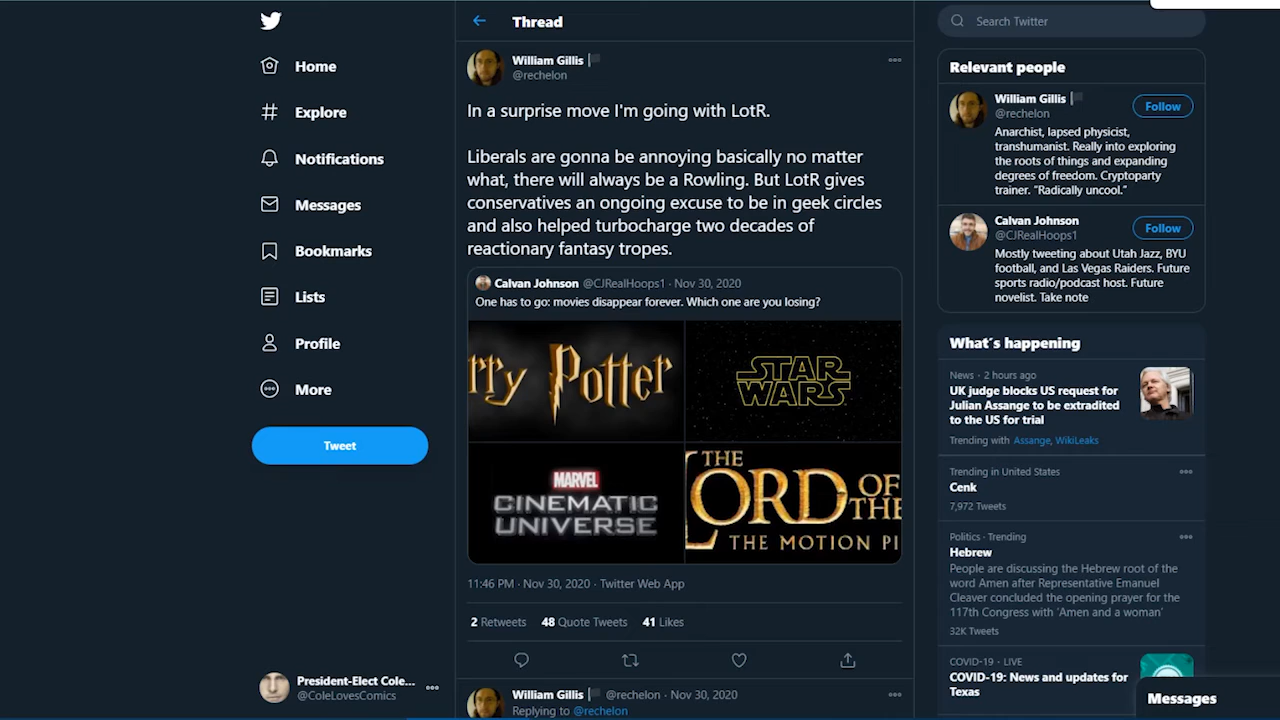 Home
Explore
Notifications
Messages
Bookmarks
Lists
Profile
More
Tweet
President-Elect Cole...
@ColeLovesComics
Thread
William Gillis
@rechelon
In a surprise move I'm going with LotR.
Liberals are gonna be annoying basically no matter
what, there will always be a Rowling. But LotR gives
conservatives an ongoing excuse to be in geek circles
and also helped turbocharge two decades of
reactionary fantasy tropes.
Calvan Johnson @CJRealHoops1 · Nov 30, 2020
One has to go: movies disappear forever. Which one are you losing?
rry Potter
STAR
WARS
MARVEL
CINEMATIC
UNIVERSE
THE
LORD OF
THE
THE MOTION PI
11:46 PM · Nov 30, 2020 · Twitter Web App
2 Retweets 48 Quote Tweets 41 Likes
William Gillis @rechelon · Nov 30, 2020
Replying to @rechelon
Search Twitter
Relevant people
William Gillis
@rechelon
Follow
Anarchist, lapsed physicist,
transhumanist. Really into exploring
the roots of things and expanding
degrees of freedom. Cryptoparty
trainer. "Radically uncool."
Calvan Johnson
@CJRealHoops1
Follow
Mostly tweeting about Utah Jazz, BYU
football, and Las Vegas Raiders. Future
sports radio/podcast host. Future
novelist. Take note
What's happening
News · 2 hours ago
UK judge blocks US request for
Julian Assange to be extradited
to the US for trial
Trending with Assange, WikiLeaks
Trending in United States
Cenk
7,972 Tweets
Politics · Trending
Hebrew
People are discussing the Hebrew root of the
word Amen after Representative Emanuel
Cleaver concluded the opening prayer for the
117th Congress with 'Amen and a woman'
32K Tweets
COVID-19 · LIVE
COVID-19: News and updates for
Texas
Messages